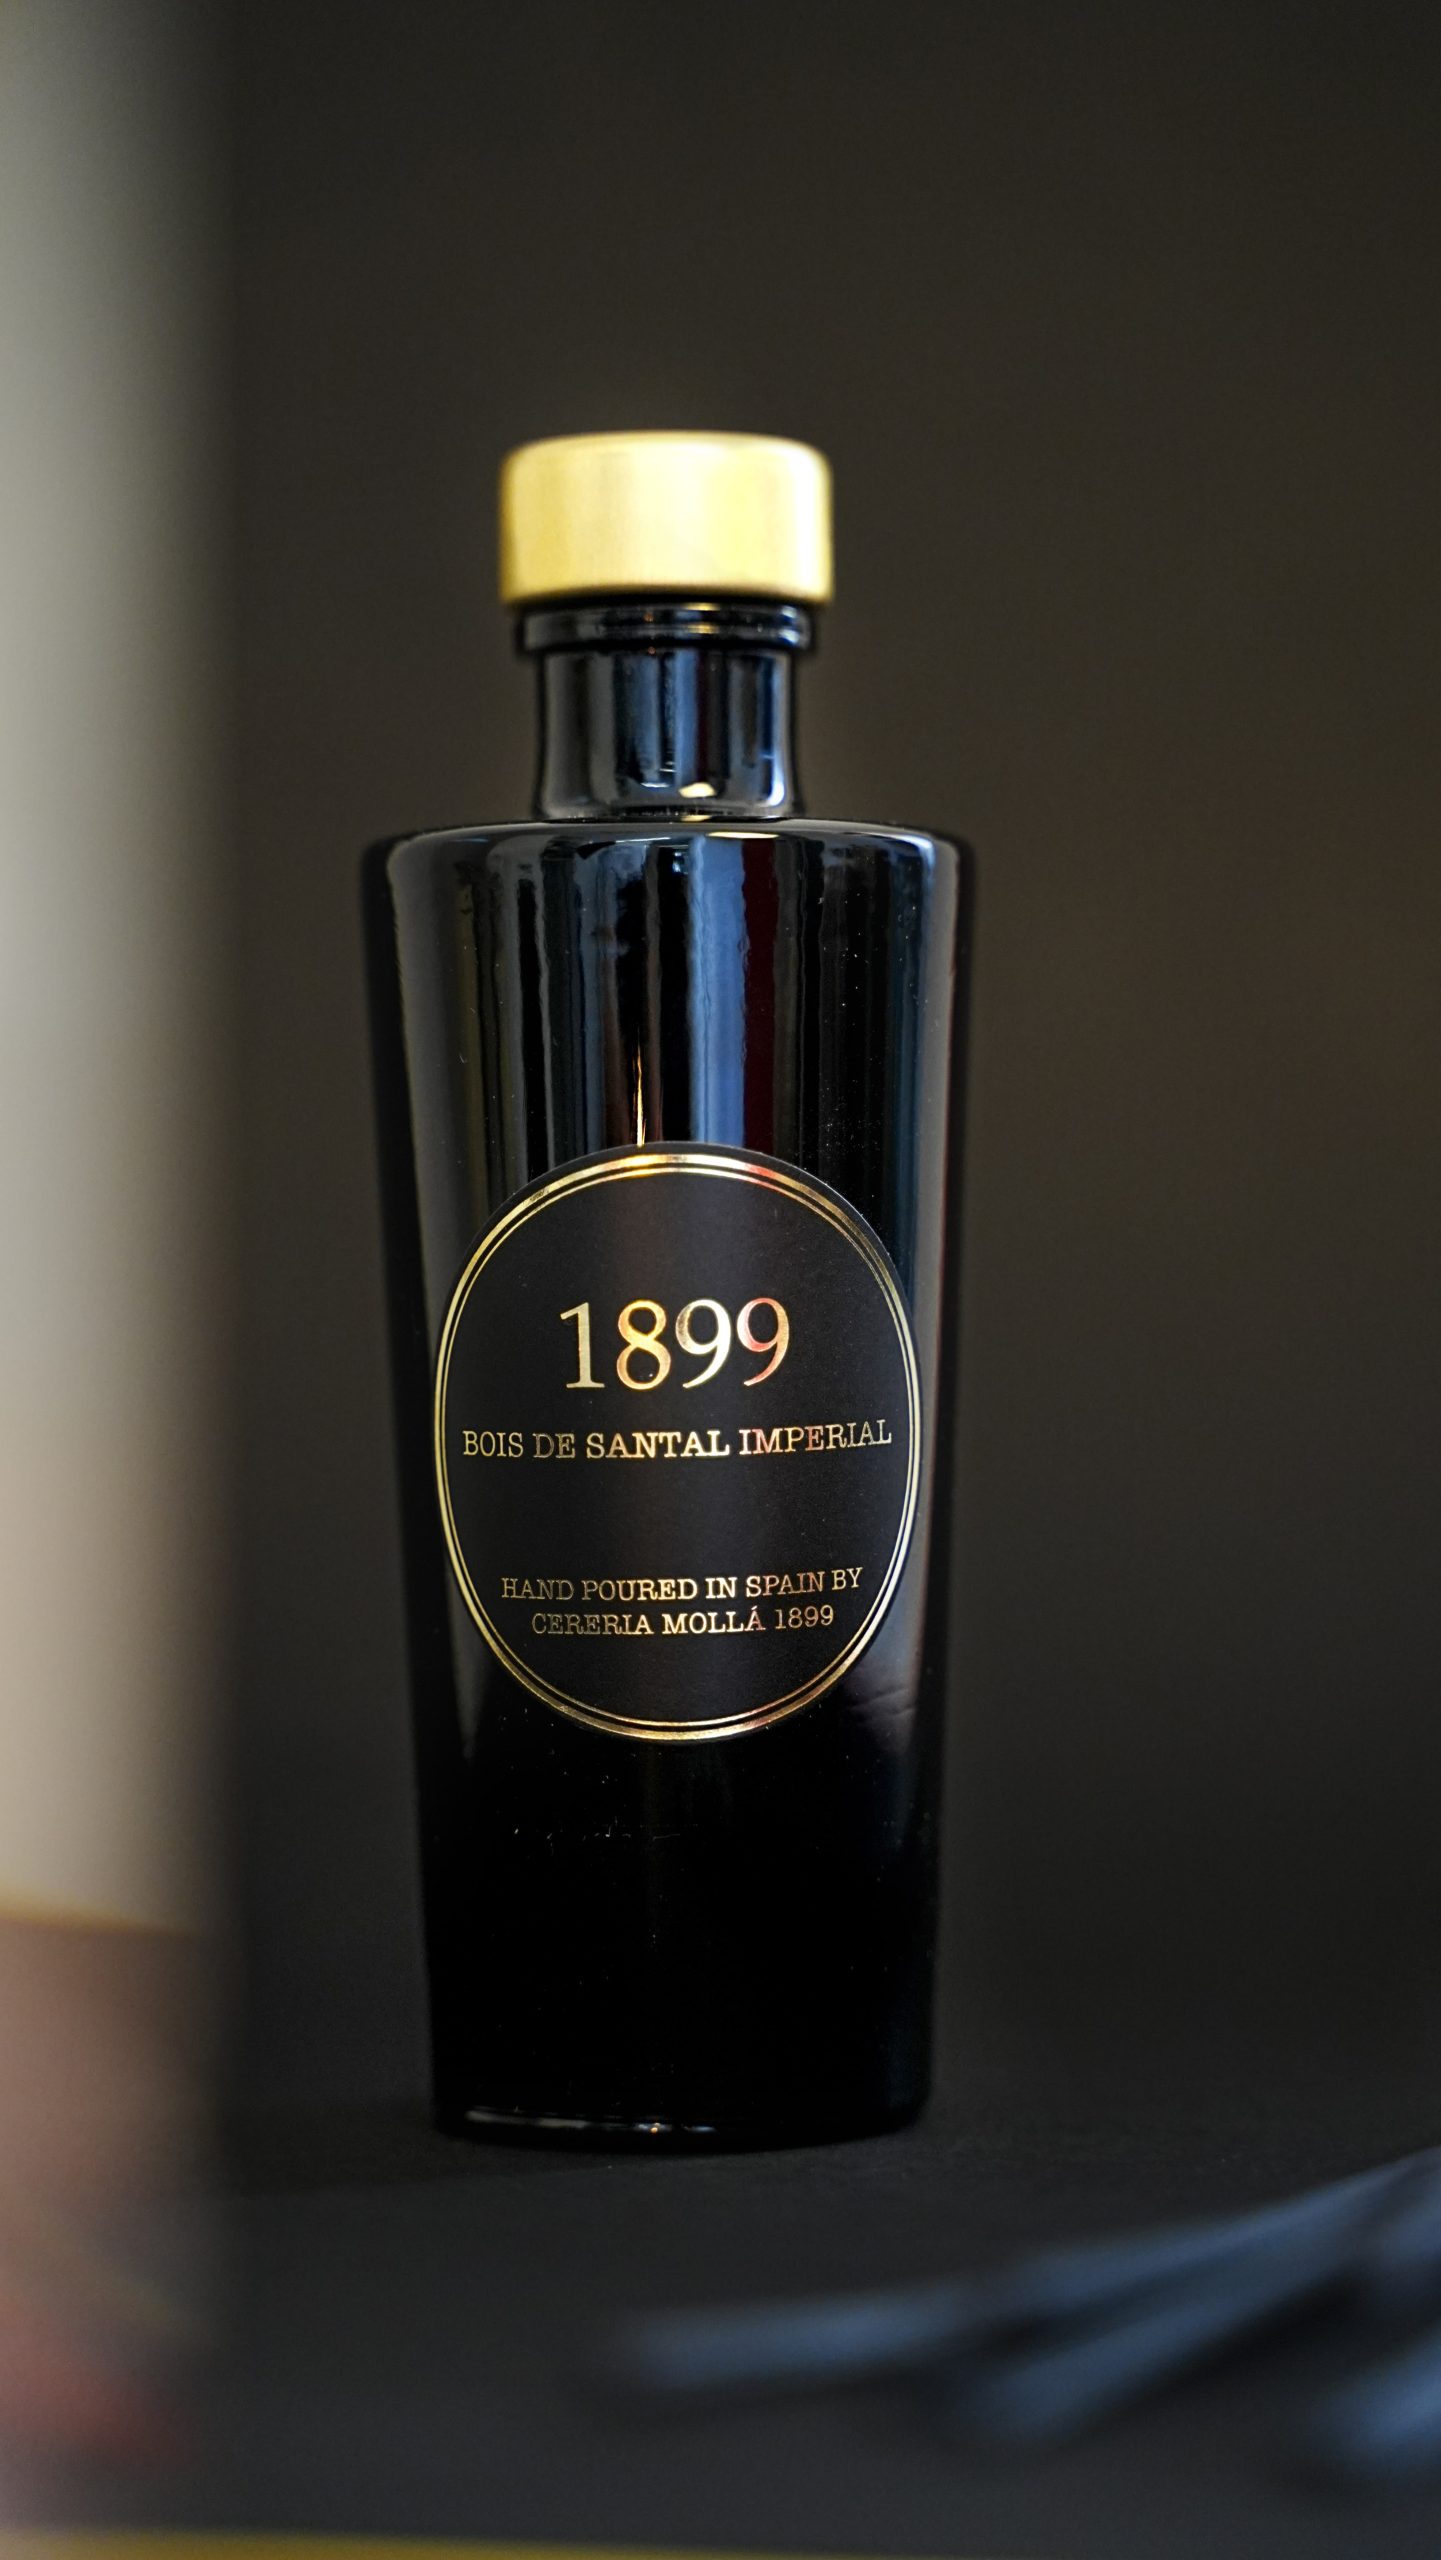 1899
BOIS DE SANTAL IMPERIAL
HAND POURED IN SPAIN BY
CERERIA MOLLÁ 1899